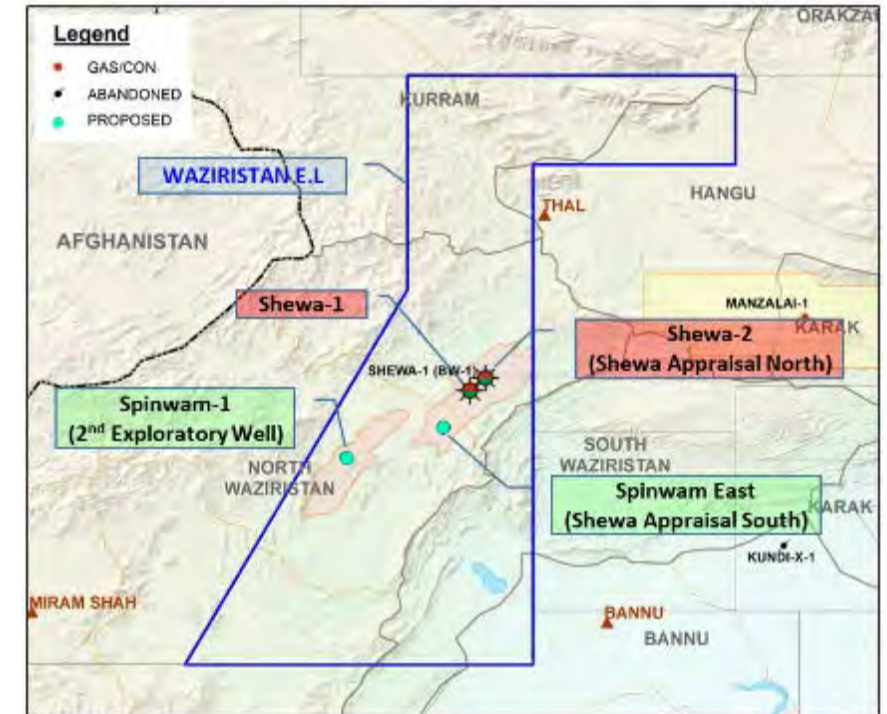 Legend
GAS/CON
ABANDONED
PROPOSED
ORAKZAI
KURRAM
WAZIRISTAN E.L
HANGU
THAL
AFGHANISTAN
MANZALAI-1
KARAK
Shewa-1
Shewa-2
(Shewa Appraisal North)
SHEWA-1 (BW-1)
Spinwam-1
(2nd Exploratory Well)
NORTH
WAZIRISTAN
SOUTH
WAZIRISTAN
Spinwam East
(Shewa Appraisal South)
KARAK
KUNDI-X-1
MIRAM SHAH
BANNU
BANNU